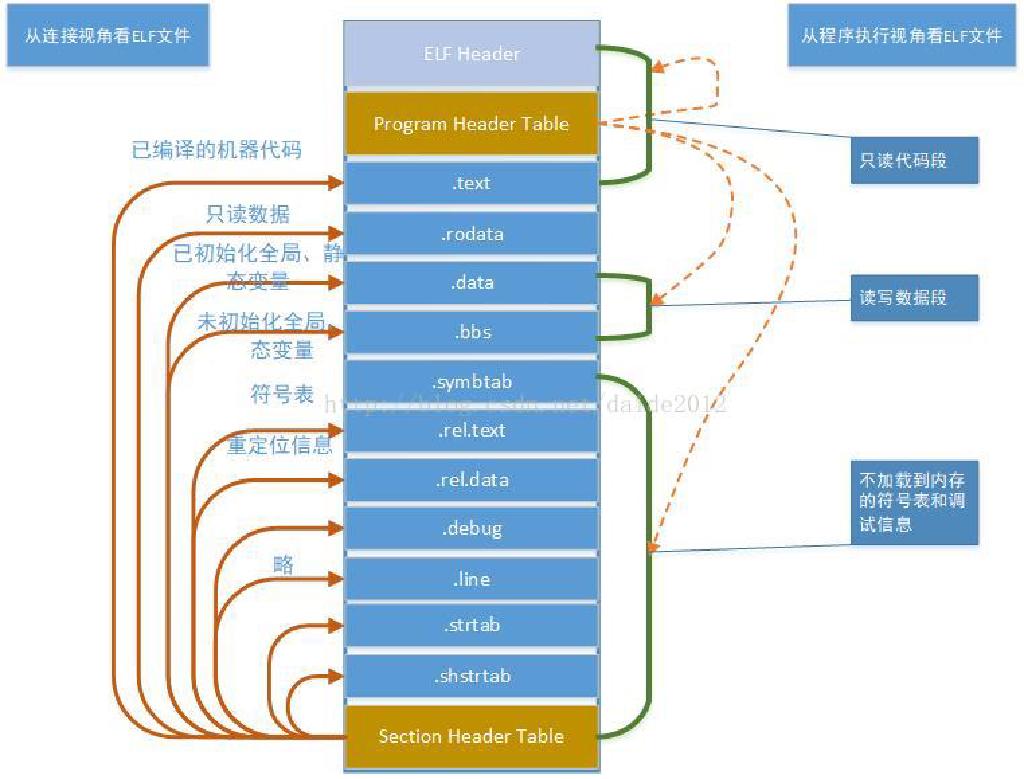 从连接视角看ELF文件
从程序执行视角看ELF文件
ELF Header
Program Header Table
已编译的机器代码
只读代码段
.text
只读数据
.rodata
已初始化全局、静
态变量
.data
读写数据段
未初始化全局
态变量
.bbs
符号表
.symbtab
http://blog.csdn.net/daide2012
重定位信息
.rel.text
.rel.data
不加载到内存
的符号表和调
试信息
.debug
略
.line
.strtab
.shstrtab
Section Header Table